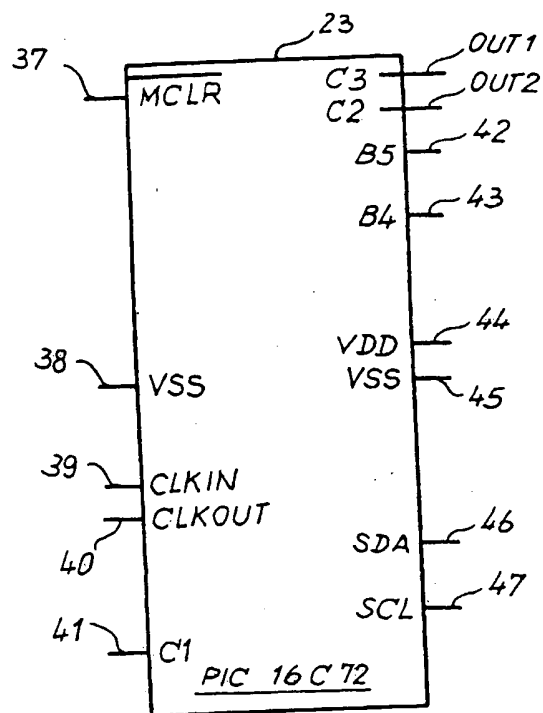 23
37
MCLR
C3
OUT1
C2
OUT2
B5
42
B4
43
VDD
44
38
VSS
VSS
45
39
CLKIN
40
CLKOUT
SDA
46
SCL
47
41
C1
PIC 16C72